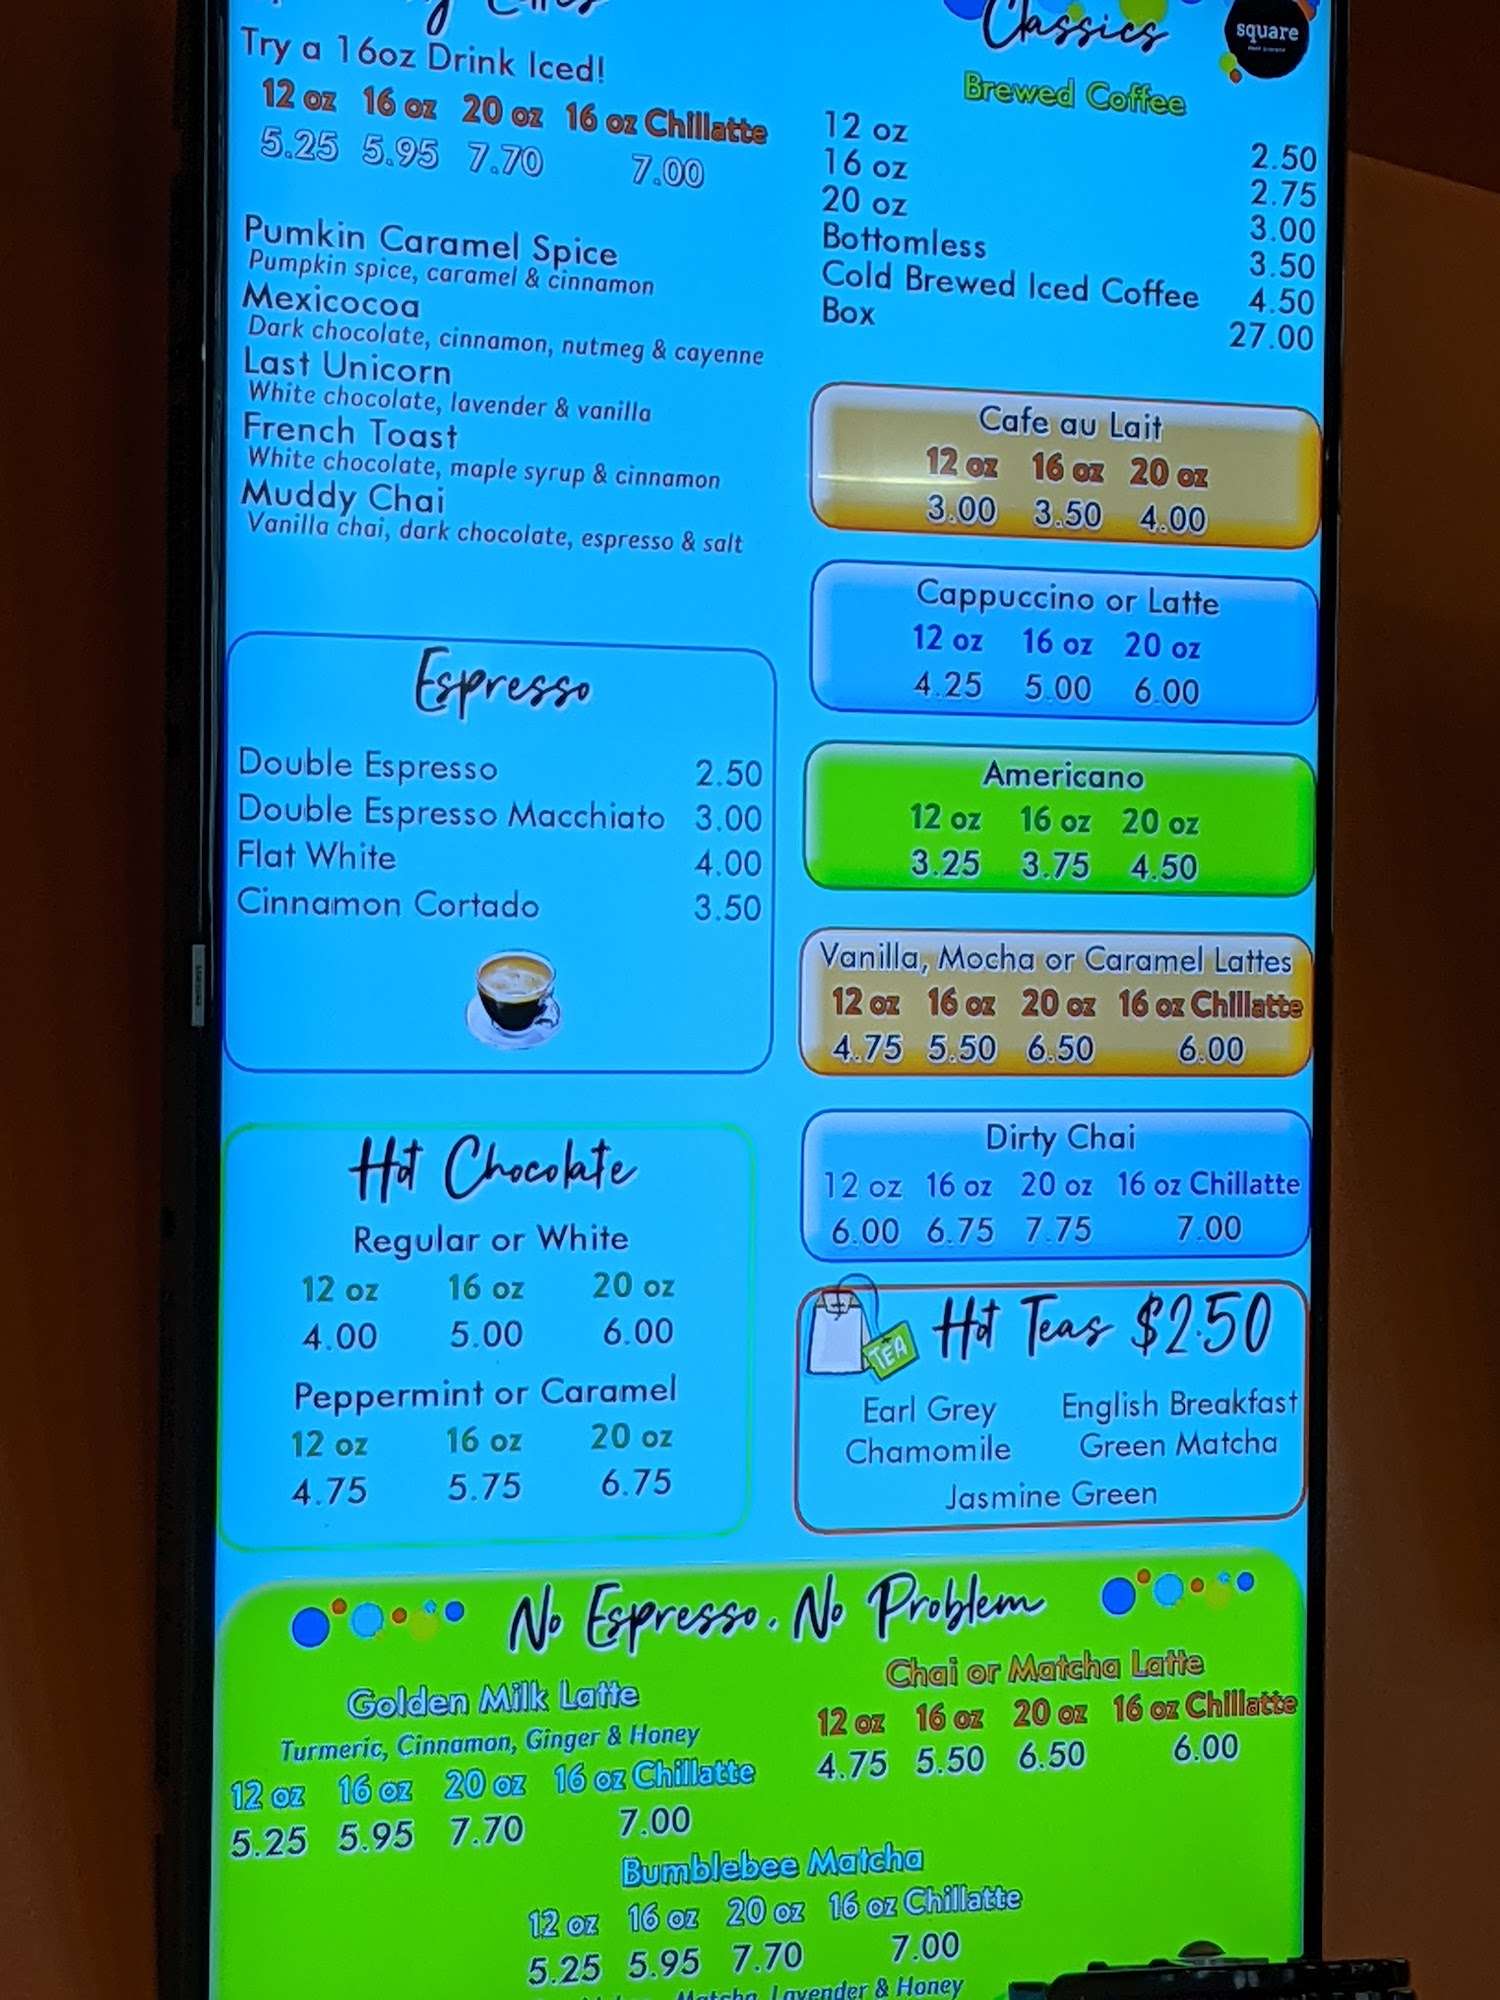 Try a 16oz Drink Iced!
12 oz 16 oz 20 oz 16 oz Chillatte
5.25 5.95 7.70 7.00
Pumkin Caramel Spice
Pumpkin spice, caramel & cinnamon
Mexicocoa
Dark chocolate, cinnamon, nutmeg & cayenne
Last Unicorn
White chocolate, lavender & vanilla
French Toast
White chocolate, maple syrup & cinnamon
Muddy Chai
Vanilla chai, dark chocolate, espresso & salt
Espresso
Double Espresso 2.50
Double Espresso Macchiato 3.00
Flat White 4.00
Cinnamon Cortado 3.50
Hot Chocolate
Regular or White
12 oz 16 oz 20 oz
4.00 5.00 6.00
Peppermint or Caramel
12 oz 16 oz 20 oz
4.75 5.75 6.75
Classics
square
Brewed Coffee
12 oz 2.50
16 oz 2.75
20 oz 3.00
Bottomless 3.50
Cold Brewed Iced Coffee 4.50
Box 27.00
Cafe au Lait
12 oz 16 oz 20 oz
3.00 3.50 4.00
Cappuccino or Latte
12 oz 16 oz 20 oz
4.25 5.00 6.00
Americano
12 oz 16 oz 20 oz
3.25 3.75 4.50
Vanilla, Mocha or Caramel Lattes
12 oz 16 oz 20 oz 16 oz Chillatte
4.75 5.50 6.50 6.00
Dirty Chai
12 oz 16 oz 20 oz 16 oz Chillatte
6.00 6.75 7.75 7.00
TEA
Hot Teas $2.50
Earl Grey English Breakfast
Chamomile Green Matcha
Jasmine Green
No Espresso. No Problem
Golden Milk Latte
Turmeric, Cinnamon, Ginger & Honey
12 oz 16 oz 20 oz 16 oz Chillatte
5.25 5.95 7.70 7.00
Chai or Matcha Latte
12 oz 16 oz 20 oz 16 oz Chillatte
4.75 5.50 6.50 6.00
Bumblebee Matcha
12 oz 16 oz 20 oz 16 oz Chillatte
5.25 5.95 7.70 7.00
Matcha, Lavender & Honey